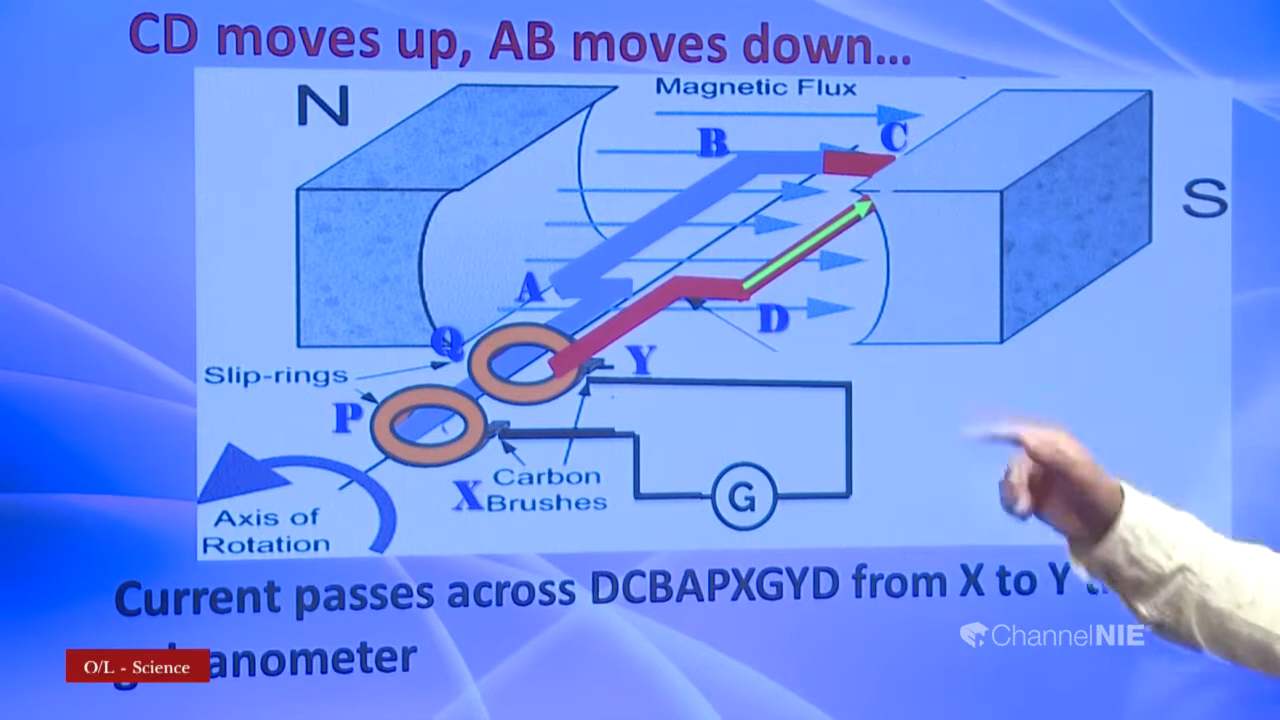 CD moves up, AB moves down...
Magnetic Flux
N
B
C
S
A
D
Q
Y
Slip-rings
P
Carbon
X
Brushes
G
Axis of
Rotation
Current passes across DCBAPXGYD from X to Y
O/L - Science
ChannelNIE